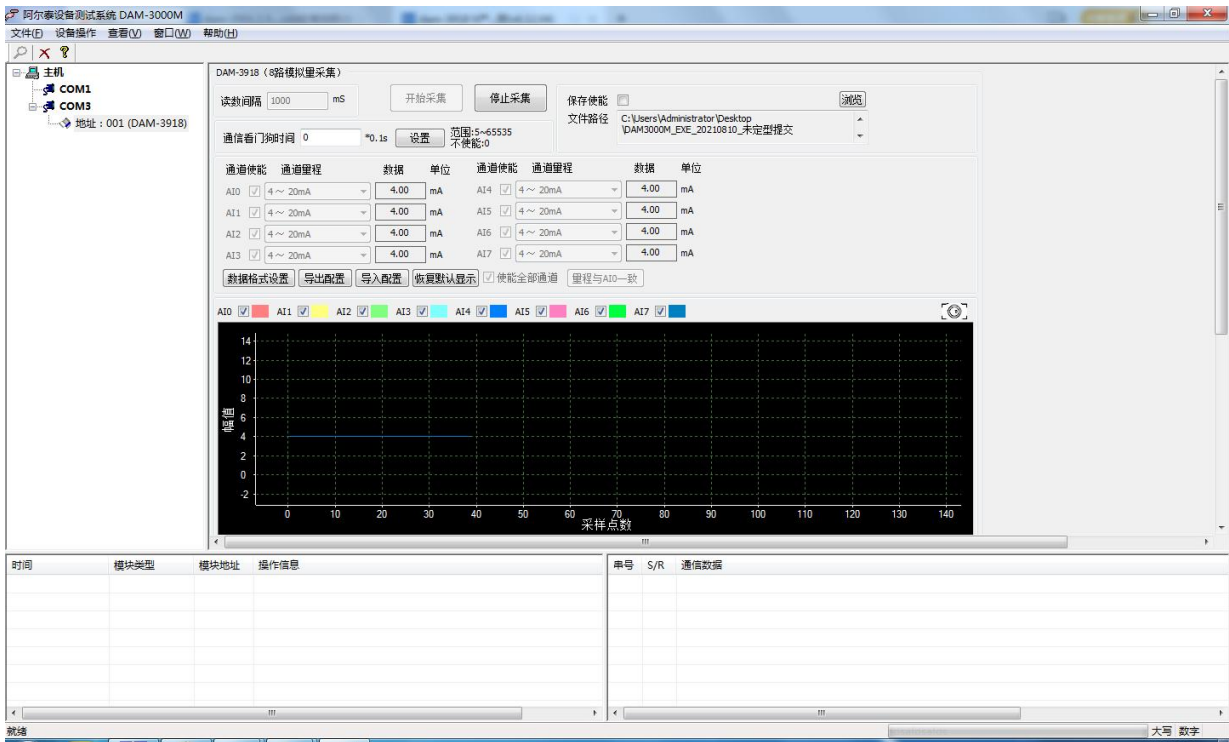 阿尔泰设备测试系统 DAM-3000M
文件(F) 设备操作 查看(V) 窗口(W) 帮助(H)
主机
COM1
COM3
地址：001 (DAM-3918)
DAM-3918（8路模拟量采集）
读数间隔 1000 mS 开始采集 停止采集
保存使能 浏览
文件路径 C:\Users\Administrator\Desktop
\DAM3000M_EXE_20210810_未定型提交
通信看门狗时间 0 *0.1s 设置 范围:5~65535
不使能:0
通道使能 通道里程 数据 单位 通道使能 通道里程 数据 单位
AI0 4～ 20mA 4.00 mA AI4 4～ 20mA 4.00 mA
AI1 4～ 20mA 4.00 mA AI5 4～ 20mA 4.00 mA
AI2 4～ 20mA 4.00 mA AI6 4～ 20mA 4.00 mA
AI3 4～ 20mA 4.00 mA AI7 4～ 20mA 4.00 mA
数据格式设置 导出配置 导入配置 恢复默认显示 使能全部通道 里程与AI0一致
AI0 AI1 AI2 AI3 AI4 AI5 AI6 AI7
14
12
10
8
6
4
2
0
-2
幅值
0 10 20 30 40 50 60 70 80 90 100 110 120 130 140
采样点数
时间 模块类型 模块地址 操作信息
串号 S/R 通信数据
就绪
大写 数字